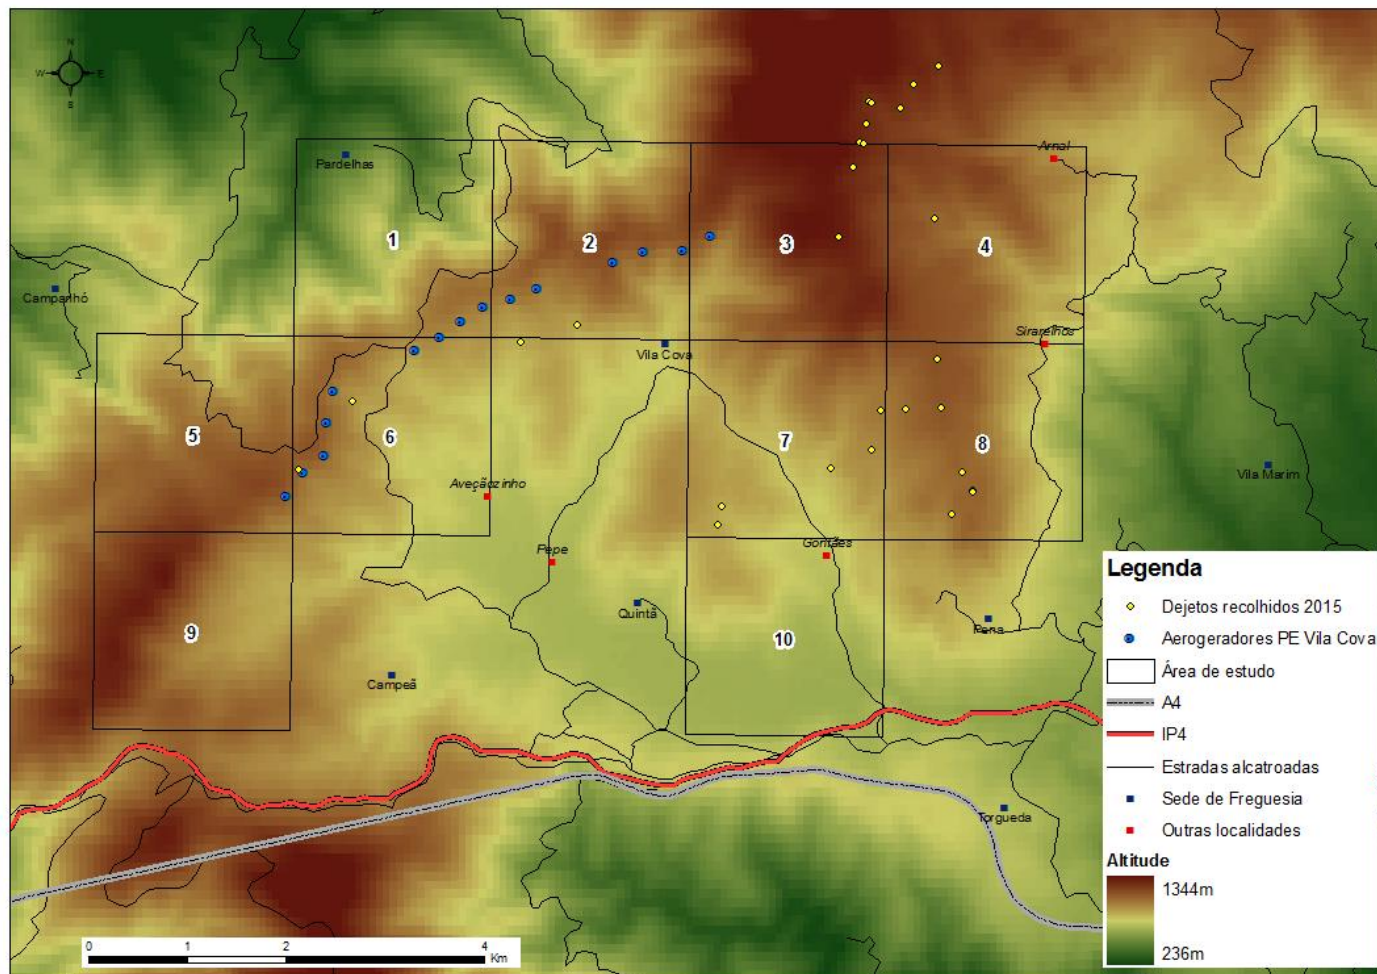 N
W E
S
Pardelhas
Arnal
1
2
3
4
Campanhó
Sirarelhos
Vila Cova
5
6
7
8
Vila Marim
Aveçãozinho
Pepe
Gontães
Quintã
Pena
9
10
Campeã
Torgueda
Legenda
Dejetos recolhidos 2015
Aerogeradores PE Vila Cova
Área de estudo
A4
IP4
Estradas alcatroadas
Sede de Freguesia
Outras localidades
Altitude
1344m
236m
0 1 2 4
Km